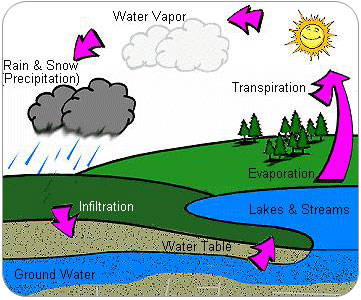 Water Vapor
Rain & Snow
(Precipitation)
Transpiration
Evaporation
Infiltration
Lakes & Streams
Water Table
Ground Water